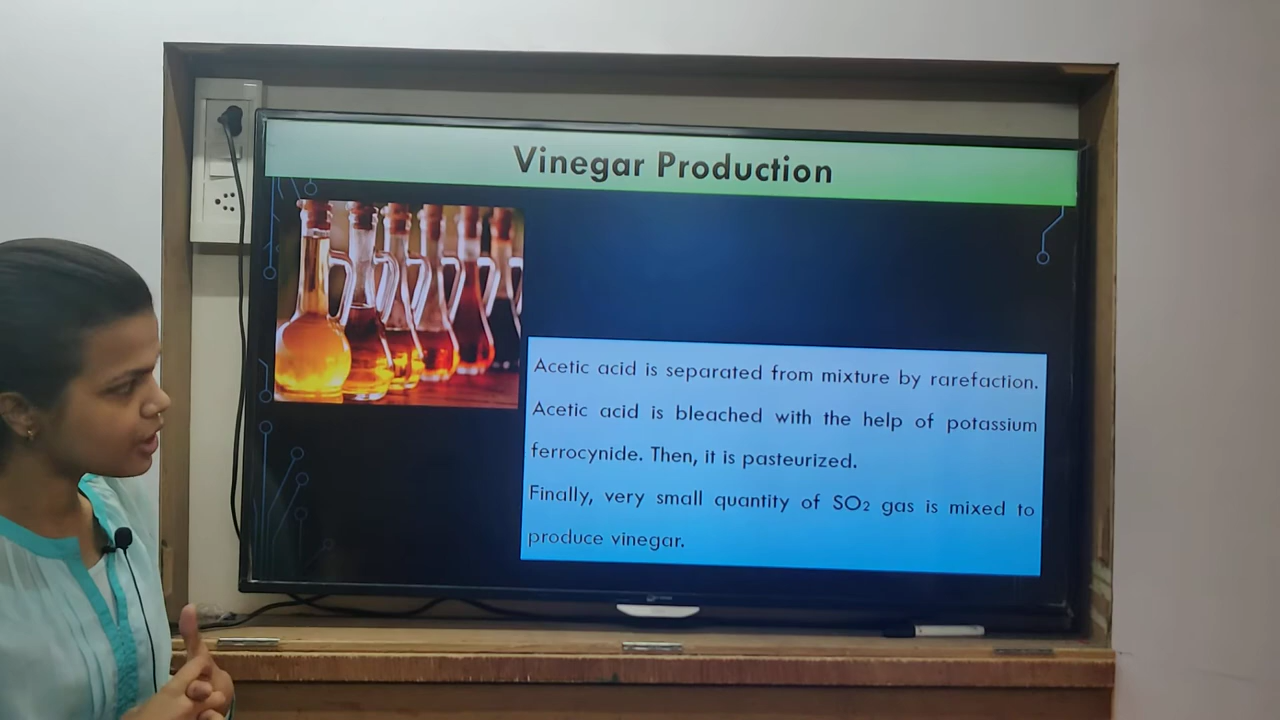 Vinegar Production
Acetic acid is separated from mixture by rarefaction.
Acetic acid is bleached with the help of potassium
ferrocynide. Then, it is pasteurized.
Finally, very small quantity of SO₂ gas is mixed to
produce vinegar.